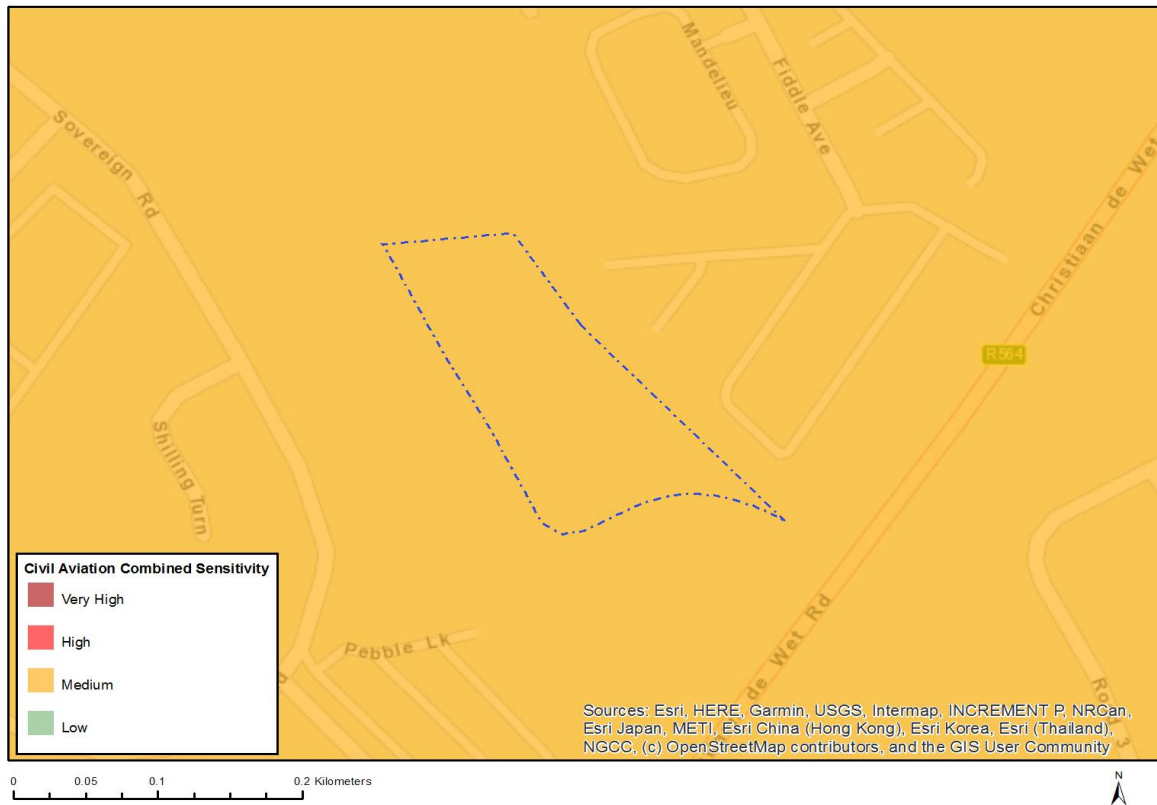 Mandelieu
Fiddle Ave
Sovereign Rd
Christiaan de Wet
R564
Shilling Turn
Civil Aviation Combined Sensitivity
Very High
High
Medium
Low
Pebble Lk
de Wet Rd
Sources: Esri, HERE, Garmin, USGS, Intermap, INCREMENT P, NRCan,
Esri Japan, METI, Esri China (Hong Kong), Esri Korea, Esri (Thailand),
NGCC, (c) OpenStreetMap contributors, and the GIS User Community
0 0.05 0.1 0.2 Kilometers
N